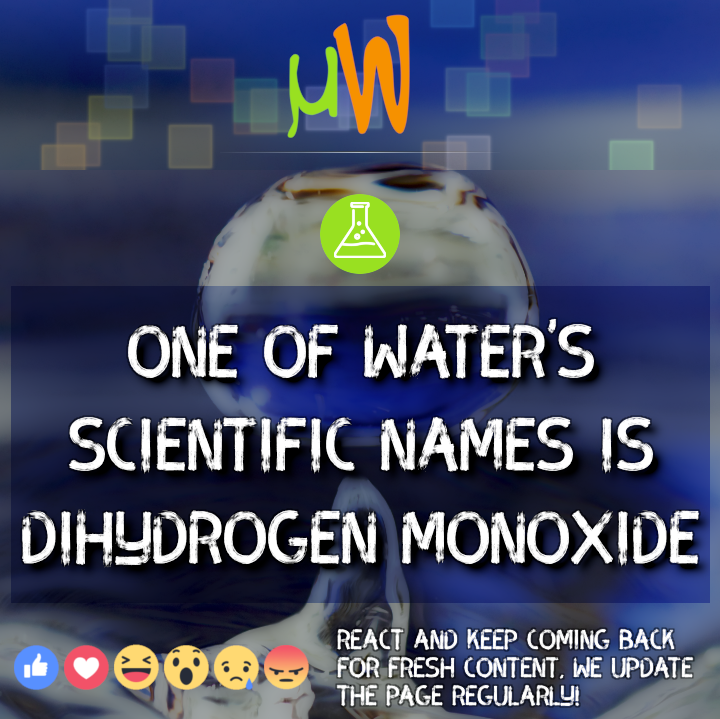 µW
ONE OF WATER'S
SCIENTIFIC NAMES IS
DIHYDROGEN MONOXIDE
REACT AND KEEP COMING BACK
FOR FRESH CONTENT, WE UPDATE
THE PAGE REGULARLY!